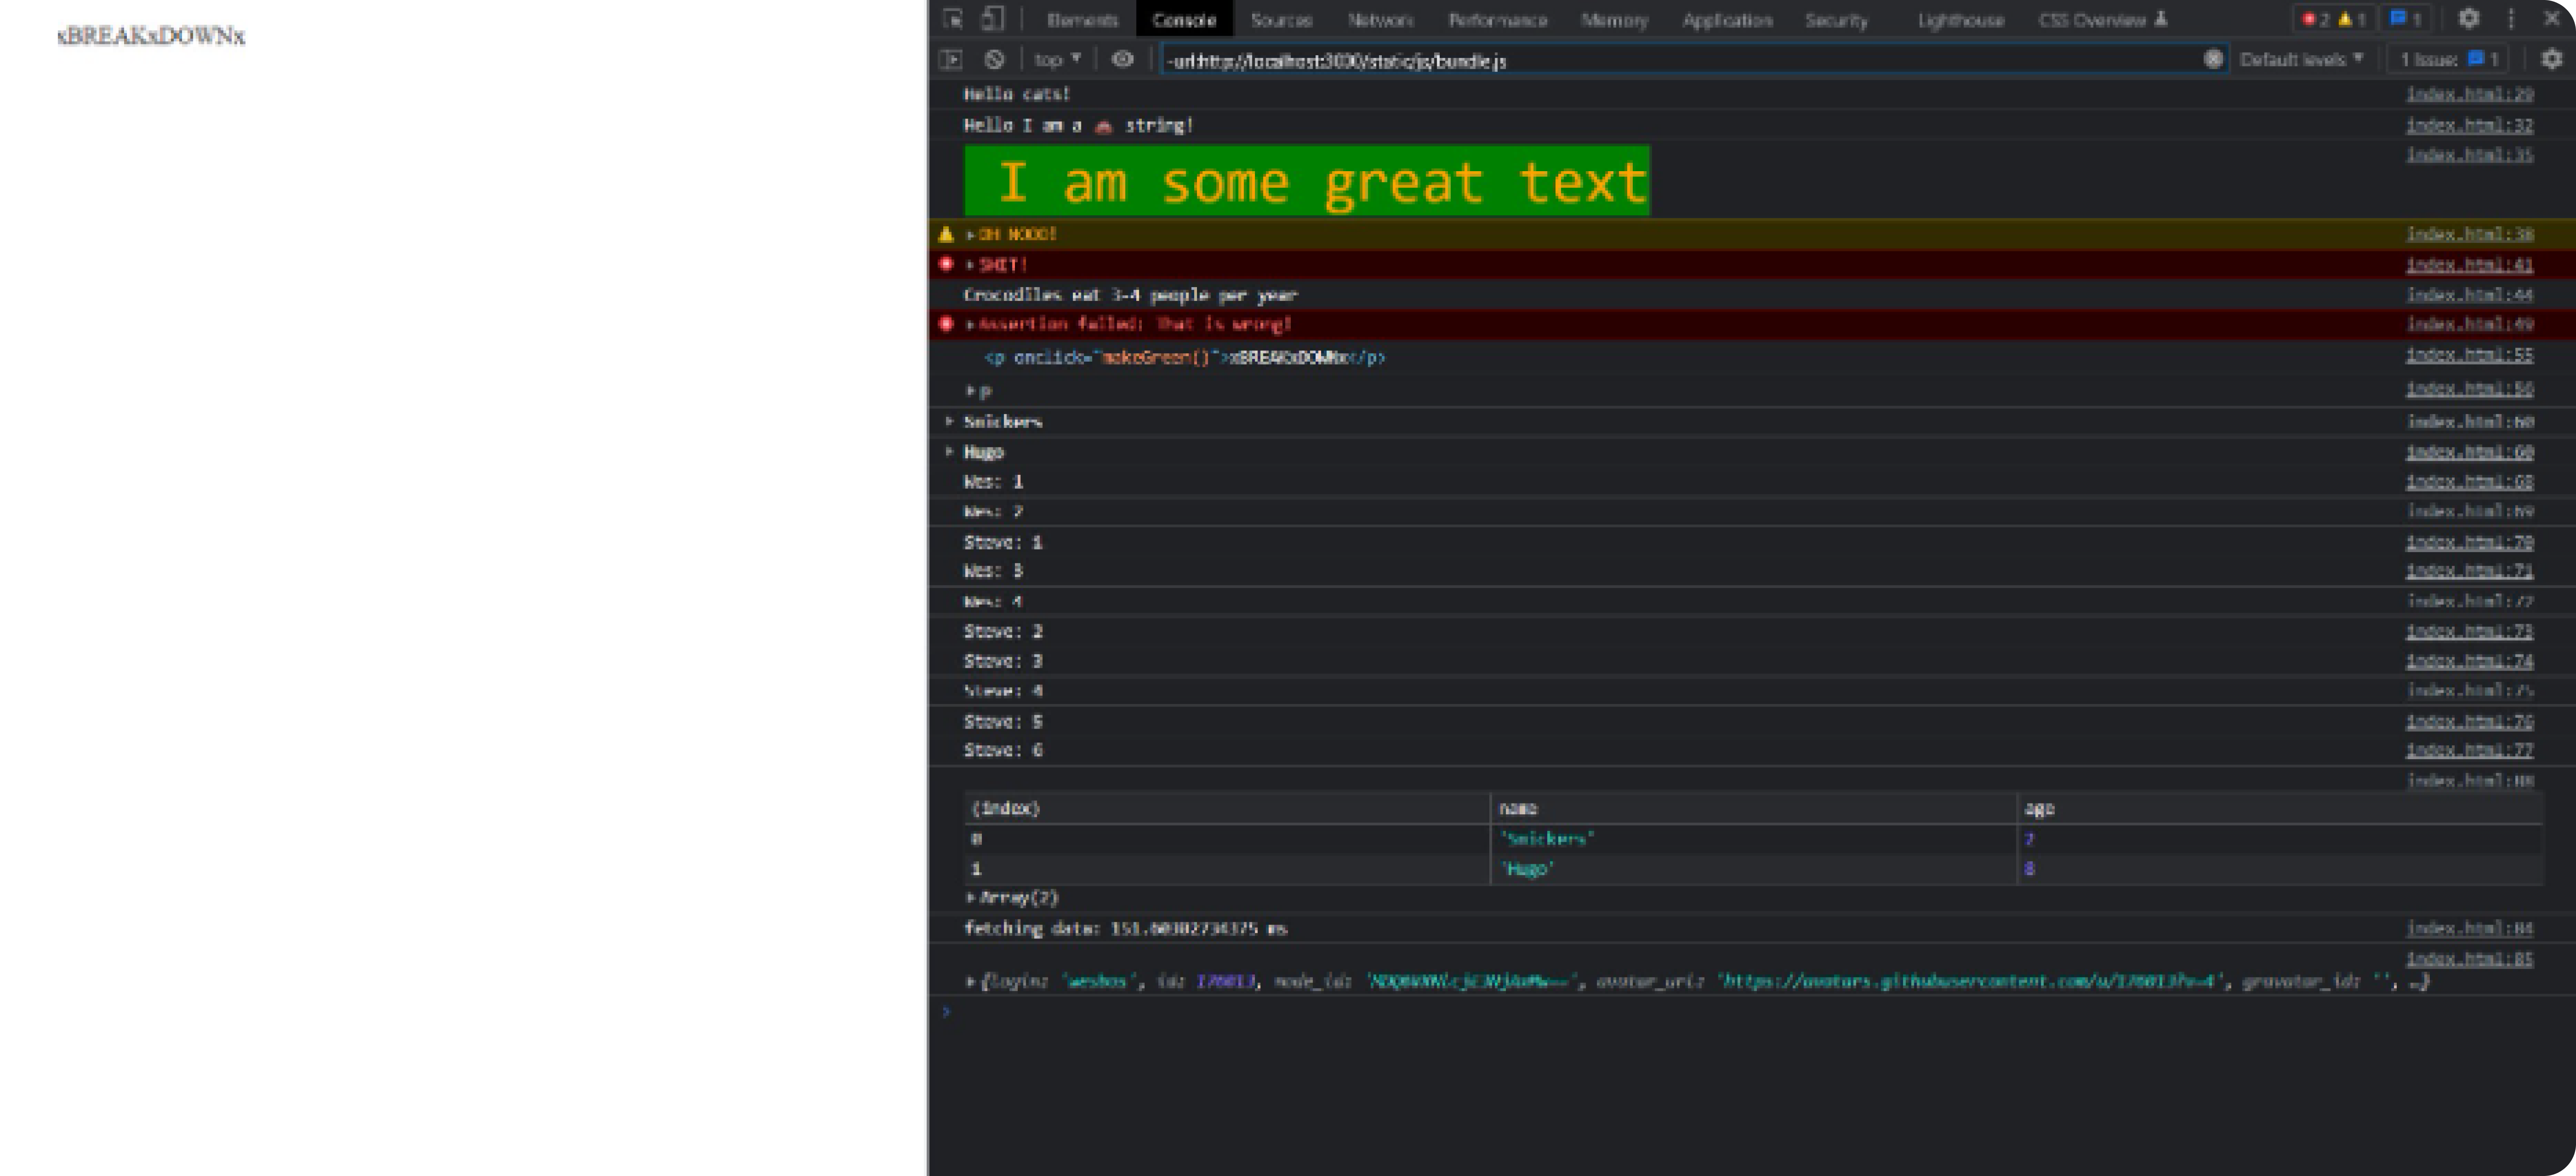 xBREAKxDOWNx
Elements Console Sources Network Performance Memory Application Security Lighthouse CSS Overview 2 1 1
top -url:http://localhost:3000/static/js/bundle.js Default levels 1 Issue: 1
Hello cats! index.html:29
Hello I am a 💩 string! index.html:32
I am some great text index.html:35
OH NOOO! index.html:38
SHIT! index.html:41
Crocodiles eat 3-4 people per year index.html:44
Assertion failed: That is wrong! index.html:49
<p onclick="makeGreen()">xBREAKxDOWNx</p> index.html:55
p index.html:56
Snickers index.html:60
Hugo index.html:60
Wes: 1 index.html:68
Wes: 2 index.html:69
Steve: 1 index.html:70
Wes: 3 index.html:71
Wes: 4 index.html:72
Steve: 2 index.html:73
Steve: 3 index.html:74
Steve: 4 index.html:75
Steve: 5 index.html:76
Steve: 6 index.html:77
index.html:88
(index) name age
0 'Snickers' 2
1 'Hugo' 8
Array(2)
fetching data: ms index.html:84
index.html:85
{login: 'wesbos', id: 176013, node_id: avatar_url: 'https://avatars.githubusercontent.com/u/176013?v=4', gravatar_id: '', …}
>